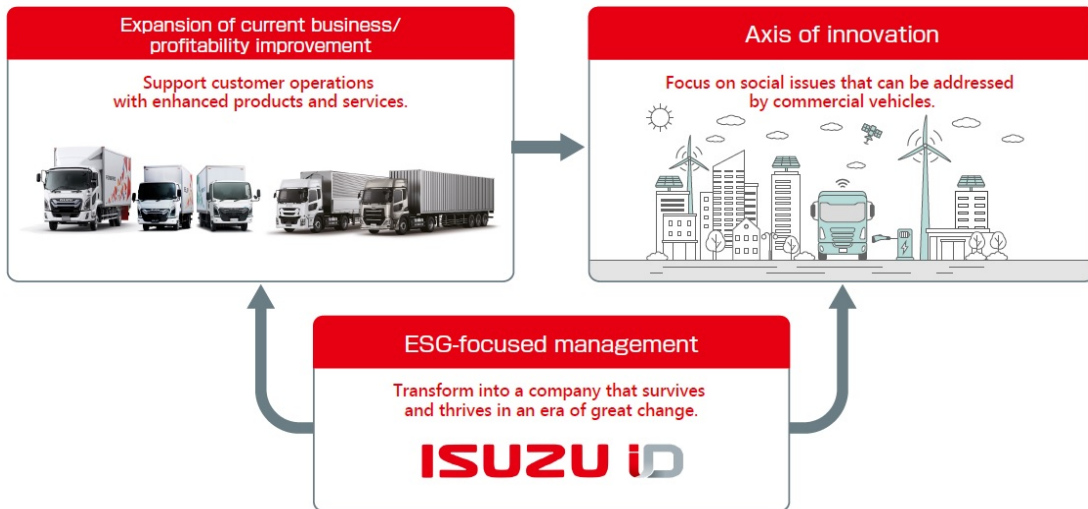 Expansion of current business/
profitability improvement
Support customer operations
with enhanced products and services.
Axis of innovation
Focus on social issues that can be addressed
by commercial vehicles.
ESG-focused management
Transform into a company that survives
and thrives in an era of great change.
ISUZU iD